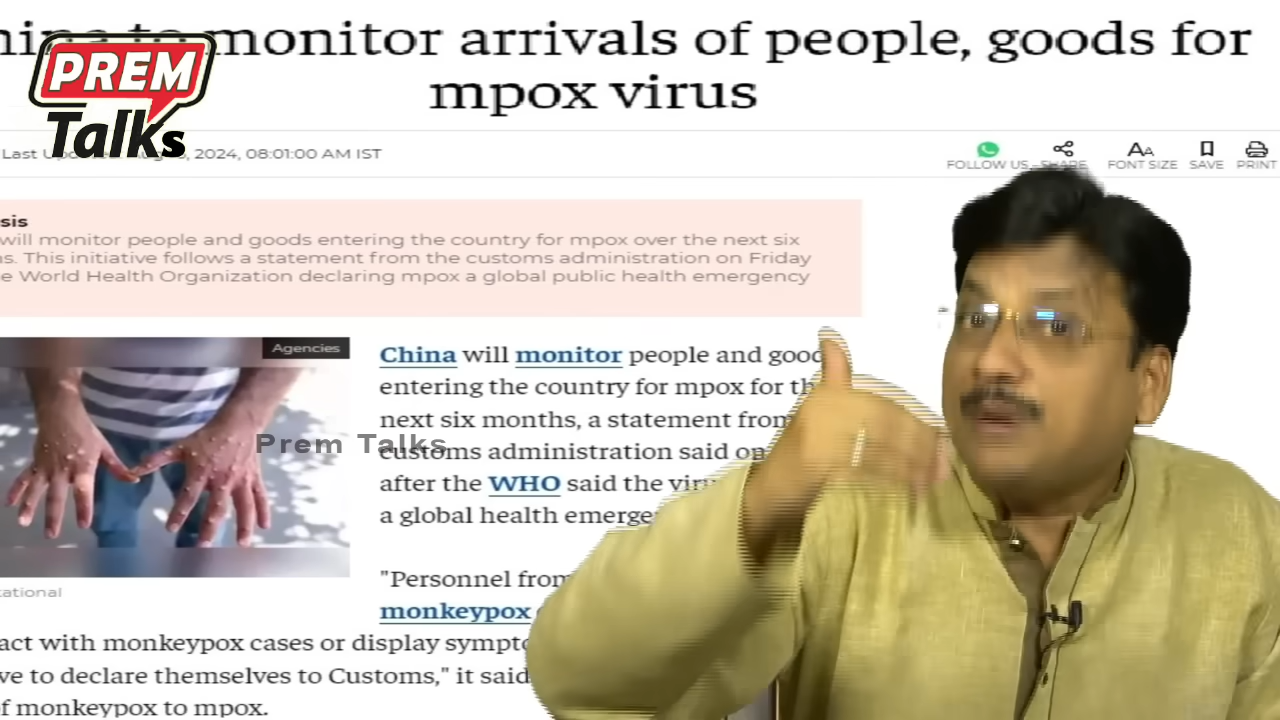 to monitor arrivals of people, goods for
mpox virus
PREM
Talks
Last 2024, 08:01:00 AM IST
FOLLOW US
SHARE
FONT SIZE
SAVE
PRINT
sis
will monitor people and goods entering the country for mpox over the next six
s. This initiative follows a statement from the customs administration on Friday
e World Health Organization declaring mpox a global public health emergency
Agencies
China will monitor people and good
entering the country for mpox for th
next six months, a statement from
customs administration said on
Prem Talks
after the WHO said the viru
a global health emerge
"Personnel from
monkeypox
act with monkeypox cases or display sympto
ve to declare themselves to Customs," it said
of monkeypox to mpox.